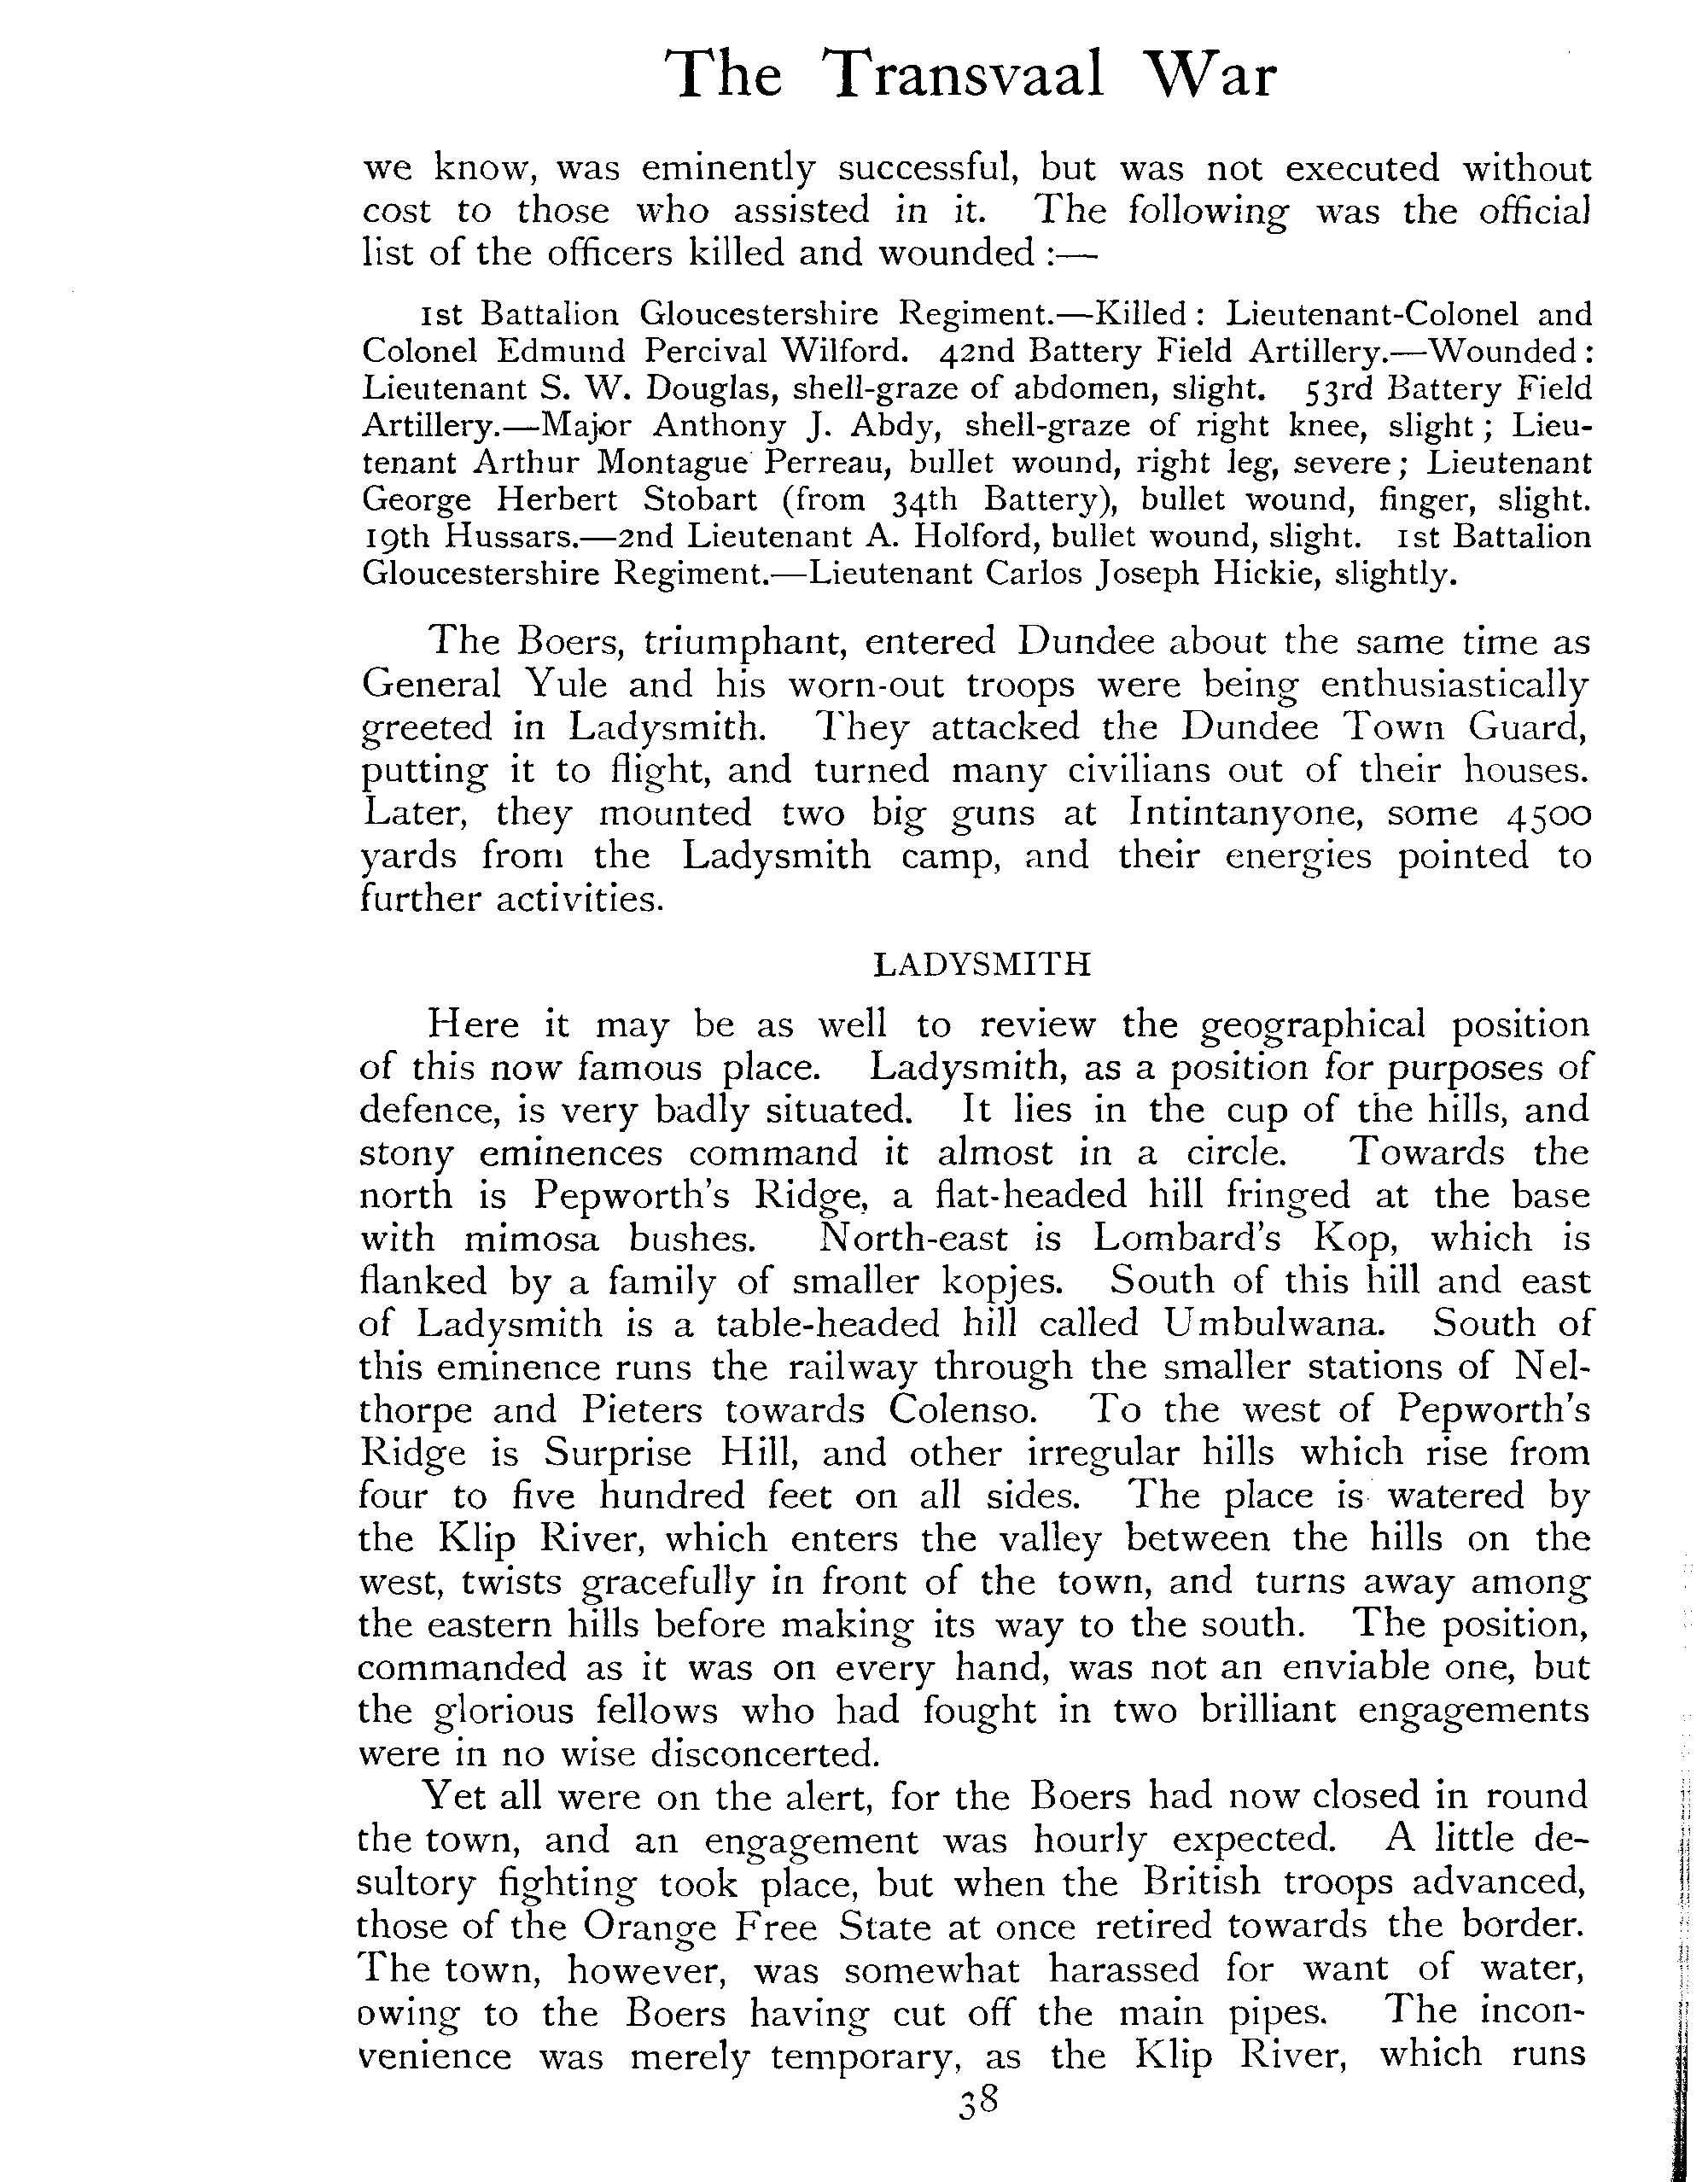 The Transvaal War
we know, was eminently successful, but was not executed without
cost to those who assisted in it. The following was the official
list of the officers killed and wounded :—
1st Battalion Gloucestershire Regiment.—Killed : Lieutenant-Colonel and
Colonel Edmund Percival Wilford. 42nd Battery Field Artillery.—Wounded :
Lieutenant S. W. Douglas, shell-graze of abdomen, slight. 53rd Battery Field
Artillery.—Major Anthony J. Abdy, shell-graze of right knee, slight ; Lieu-
tenant Arthur Montague Perreau, bullet wound, right leg, severe ; Lieutenant
George Herbert Stobart (from 34th Battery), bullet wound, finger, slight.
19th Hussars.—2nd Lieutenant A. Holford, bullet wound, slight. 1st Battalion
Gloucestershire Regiment.—Lieutenant Carlos Joseph Hickie, slightly.
The Boers, triumphant, entered Dundee about the same time as
General Yule and his worn-out troops were being enthusiastically
greeted in Ladysmith. They attacked the Dundee Town Guard,
putting it to flight, and turned many civilians out of their houses.
Later, they mounted two big guns at Intintanyone, some 4500
yards from the Ladysmith camp, and their energies pointed to
further activities.
LADYSMITH
Here it may be as well to review the geographical position
of this now famous place. Ladysmith, as a position for purposes of
defence, is very badly situated. It lies in the cup of the hills, and
stony eminences command it almost in a circle. Towards the
north is Pepworth's Ridge, a flat-headed hill fringed at the base
with mimosa bushes. North-east is Lombard's Kop, which is
flanked by a family of smaller kopjes. South of this hill and east
of Ladysmith is a table-headed hill called Umbulwana. South of
this eminence runs the railway through the smaller stations of Nel-
thorpe and Pieters towards Colenso. To the west of Pepworth's
Ridge is Surprise Hill, and other irregular hills which rise from
four to five hundred feet on all sides. The place is watered by
the Klip River, which enters the valley between the hills on the
west, twists gracefully in front of the town, and turns away among
the eastern hills before making its way to the south. The position,
commanded as it was on every hand, was not an enviable one, but
the glorious fellows who had fought in two brilliant engagements
were in no wise disconcerted.
Yet all were on the alert, for the Boers had now closed in round
the town, and an engagement was hourly expected. A little de-
sultory fighting took place, but when the British troops advanced,
those of the Orange Free State at once retired towards the border.
The town, however, was somewhat harassed for want of water,
owing to the Boers having cut off the main pipes. The incon-
venience was merely temporary, as the Klip River, which runs
38